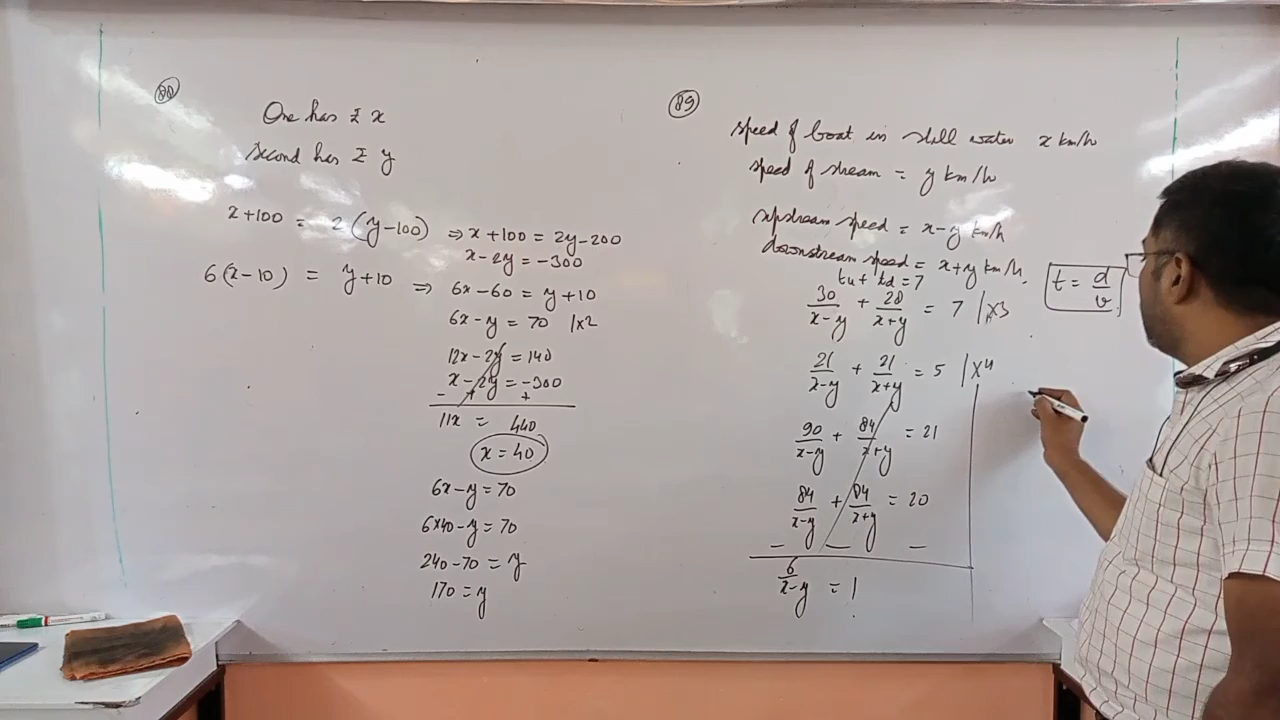 88
One has ₹ x
Second has ₹ y
x+100 = 2(y-100) ⇒ x+100 = 2y-200
x-2y = -300
6(x-10) = y+10 ⇒ 6x-60 = y+10
6x-y = 70 |x2
12x-2y = 140
x-2y = -300
- + +
11x = 440
x = 40
6x-y = 70
6x40-y = 70
240-70 = y
170 = y
89
Speed of boat in still water x km/h
Speed of stream = y km/h
upstream speed = x-y km/h
downstream speed = x+y km/h.
tu + td = 7
30/(x-y) + 28/(x+y) = 7 |x3
t = d/v
21/(x-y) + 21/(x+y) = 5 |x4
90/(x-y) + 84/(x+y) = 21
84/(x-y) + 84/(x+y) = 20
- - -
6/(x-y) = 1